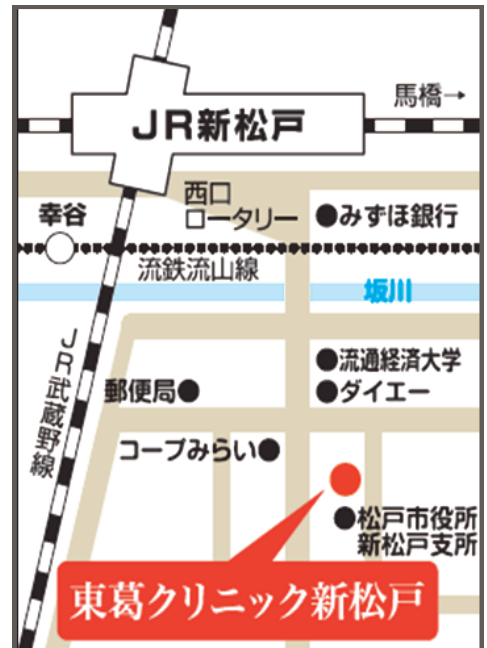 馬橋→
JR新松戸
西口
ロータリー
幸谷
●みずほ銀行
流鉄流山線
坂川
JR武蔵野線
●流通経済大学
郵便局●
●ダイエー
コープみらい●
●松戸市役所
新松戸支所
東葛クリニック新松戸